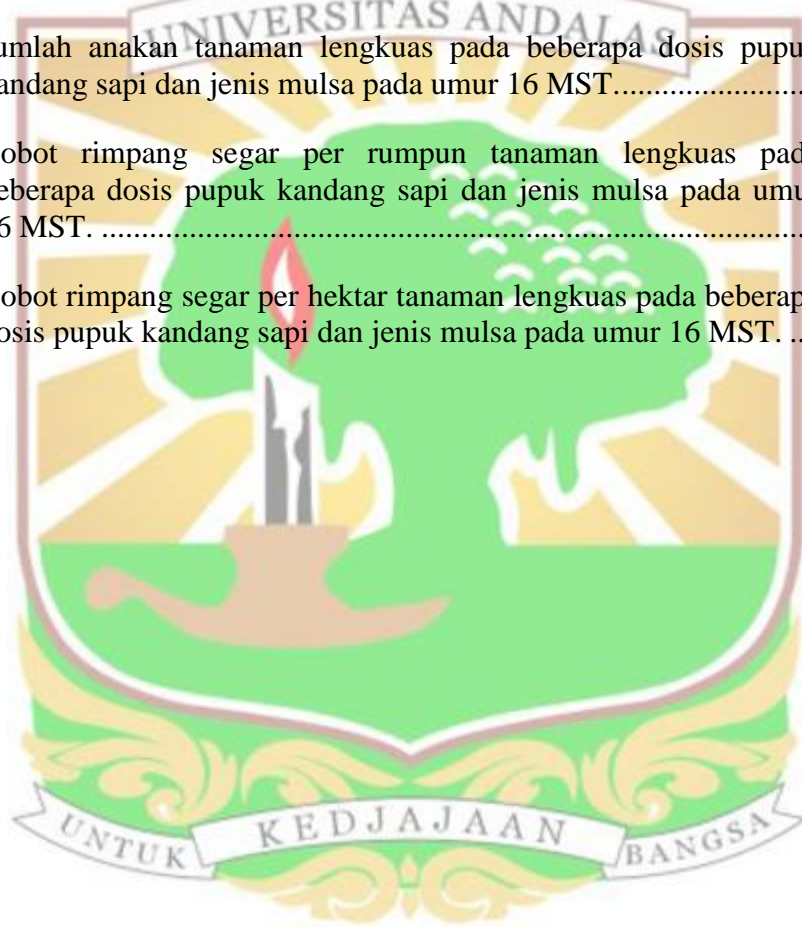 UNIVERSITAS ANDALAS
umlah anakan tanaman lengkuas pada beberapa dosis pupu
andang sapi dan jenis mulsa pada umur 16 MST.......................
obot rimpang segar per rumpun tanaman lengkuas pad
eberapa dosis pupuk kandang sapi dan jenis mulsa pada umu
6 MST. ................................................................................
obot rimpang segar per hektar tanaman lengkuas pada beberap
osis pupuk kandang sapi dan jenis mulsa pada umur 16 MST. ..
UNTUK KEDJAJAAN BANGSA